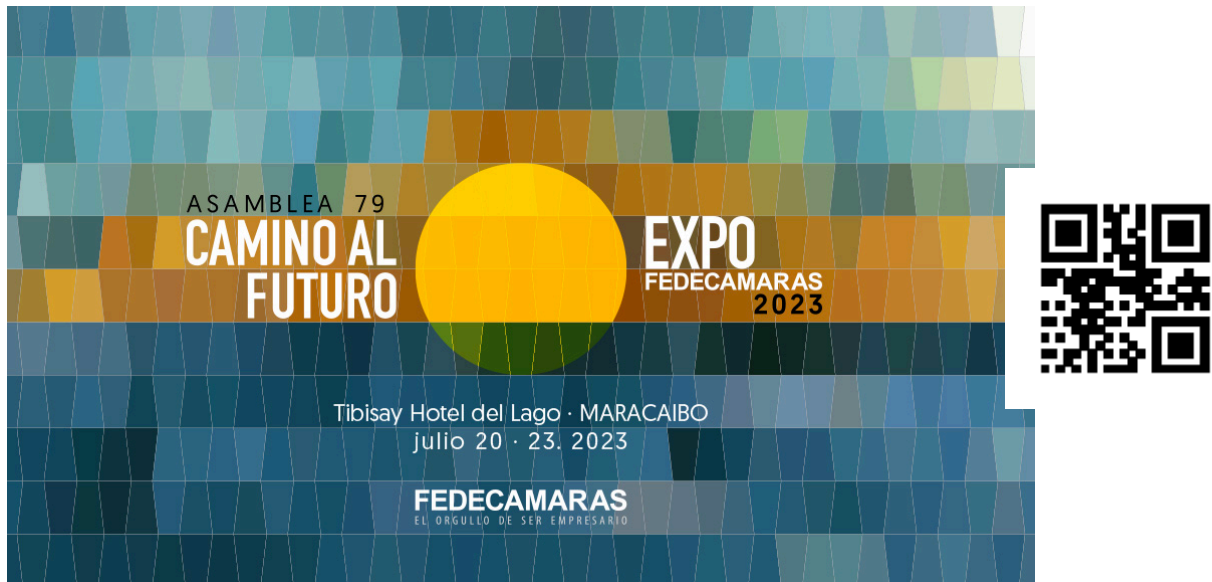 ASAMBLEA 79
CAMINO AL
FUTURO
EXPO
FEDECAMARAS
2023
Tibisay Hotel del Lago · MARACAIBO
julio 20 · 23. 2023
FEDECAMARAS
EL ORGULLO DE SER EMPRESARIO